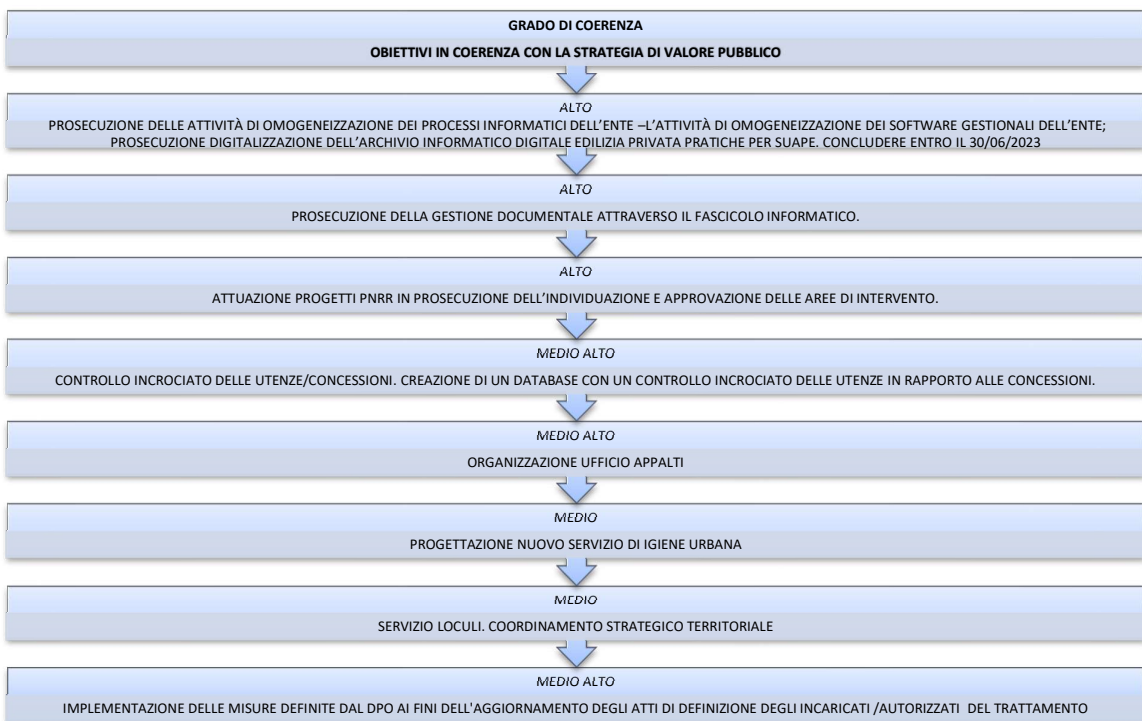 GRADO DI COERENZA
OBIETTIVI IN COERENZA CON LA STRATEGIA DI VALORE PUBBLICO
ALTO
PROSECUZIONE DELLE ATTIVITÀ DI OMOGENEIZZAZIONE DEI PROCESSI INFORMATICI DELL'ENTE –L'ATTIVITÀ DI OMOGENEIZZAZIONE DEI SOFTWARE GESTIONALI DELL'ENTE;
PROSECUZIONE DIGITALIZZAZIONE DELL'ARCHIVIO INFORMATICO DIGITALE EDILIZIA PRIVATA PRATICHE PER SUAPE. CONCLUDERE ENTRO IL 30/06/2023
ALTO
PROSECUZIONE DELLA GESTIONE DOCUMENTALE ATTRAVERSO IL FASCICOLO INFORMATICO.
ALTO
ATTUAZIONE PROGETTI PNRR IN PROSECUZIONE DELL'INDIVIDUAZIONE E APPROVAZIONE DELLE AREE DI INTERVENTO.
MEDIO ALTO
CONTROLLO INCROCIATO DELLE UTENZE/CONCESSIONI. CREAZIONE DI UN DATABASE CON UN CONTROLLO INCROCIATO DELLE UTENZE IN RAPPORTO ALLE CONCESSIONI.
MEDIO ALTO
ORGANIZZAZIONE UFFICIO APPALTI
MEDIO
PROGETTAZIONE NUOVO SERVIZIO DI IGIENE URBANA
MEDIO
SERVIZIO LOCULI. COORDINAMENTO STRATEGICO TERRITORIALE
MEDIO ALTO
IMPLEMENTAZIONE DELLE MISURE DEFINITE DAL DPO AI FINI DELL'AGGIORNAMENTO DEGLI ATTI DI DEFINIZIONE DEGLI INCARICATI /AUTORIZZATI DEL TRATTAMENTO